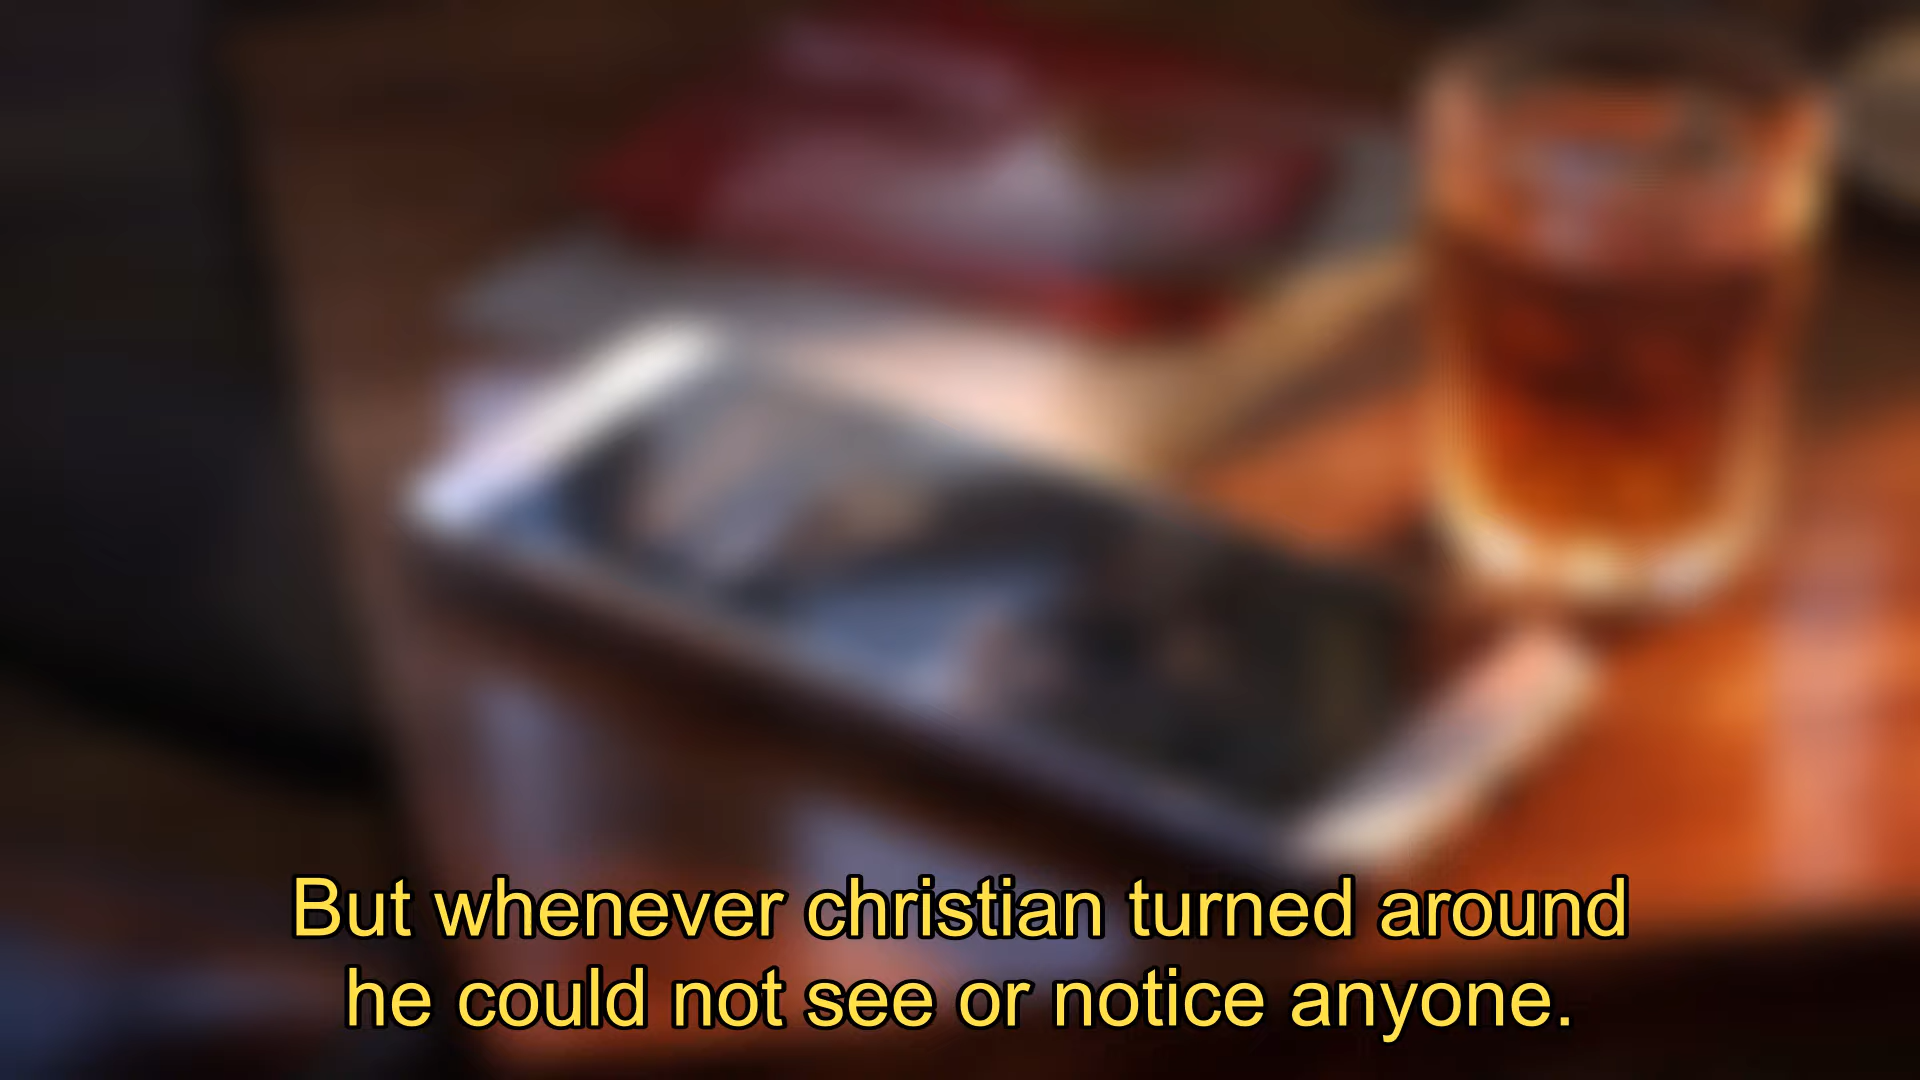 But whenever christian turned around
he could not see or notice anyone.